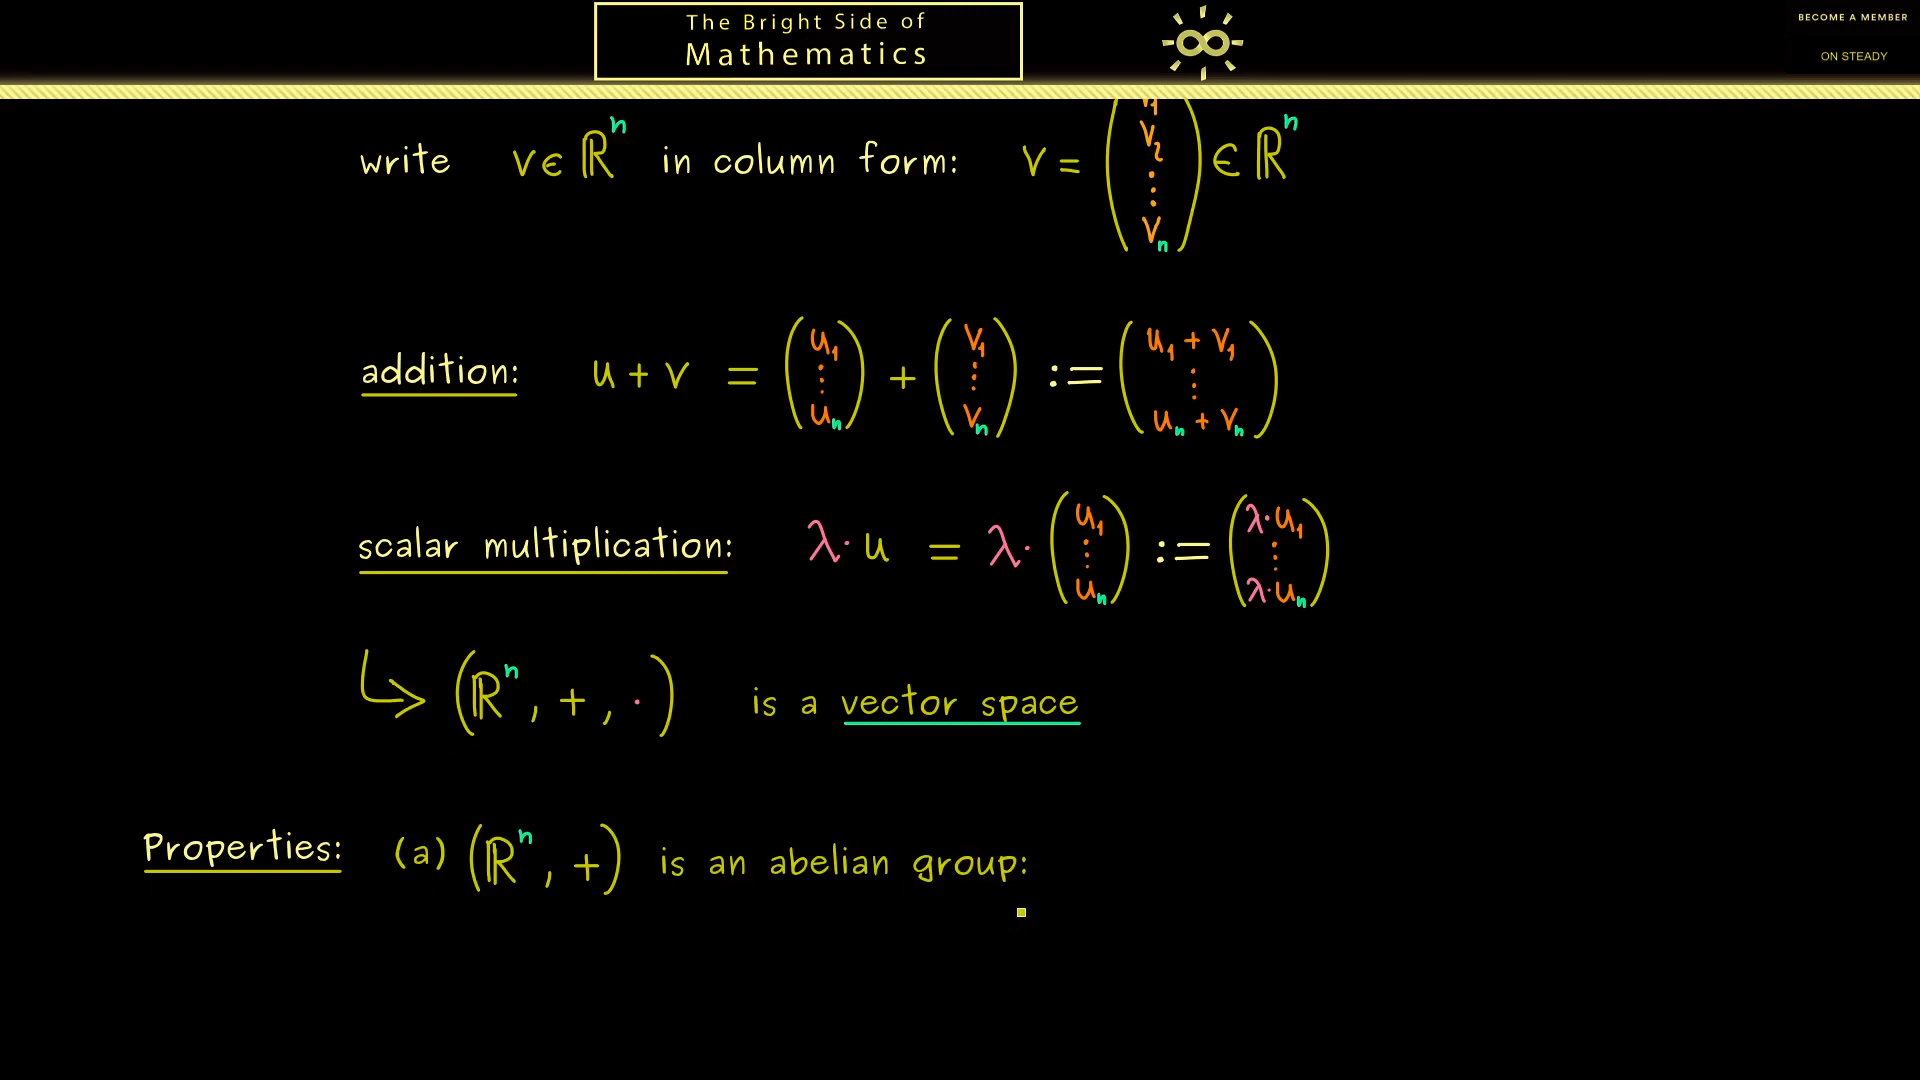 The Bright Side of
Mathematics
BECOME A MEMBER
ON STEADY
write v∈ℝⁿ in column form: v = (v₁ v₂ ⋮ vₙ) ∈ ℝⁿ
addition: u + v = (u₁ ⋮ uₙ) + (v₁ ⋮ vₙ) := (u₁ + v₁ ⋮ uₙ + vₙ)
scalar multiplication: λ· u = λ· (u₁ ⋮ uₙ) := (λ·u₁ ⋮ λ·uₙ)
↳ (ℝⁿ, +, ·) is a vector space
Properties: (a) (ℝⁿ, +) is an abelian group: